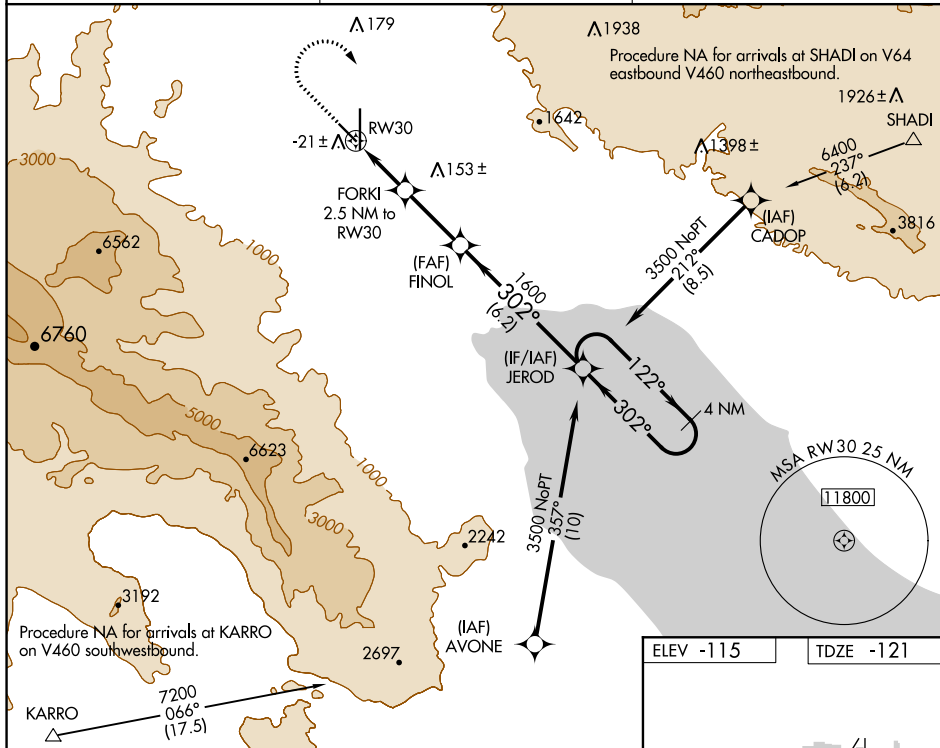 179
1938
Procedure NA for arrivals at SHADI on V64
eastbound V460 northeastbound.
1926±
SHADI
1642
RW30
-21±
1398±
6400
237°
(6.2)
3000
153±
FORKI
2.5 NM to
RW30
(IAF)
CADOP
3816
6562
1000
(FAF)
FINOL
3500 NoPT
212°
(8.5)
1600
302°
(6.2)
6760
(IF/IAF)
JEROD
122°
302°
4 NM
5000
6623
1000
MSA RW30 25 NM
11800
3000
3500 NoPT
357°
(10)
2242
3192
Procedure NA for arrivals at KARRO
on V460 southwestbound.
(IAF)
AVONE
2697
ELEV -115
TDZE -121
KARRO
7200
066°
(17.5)